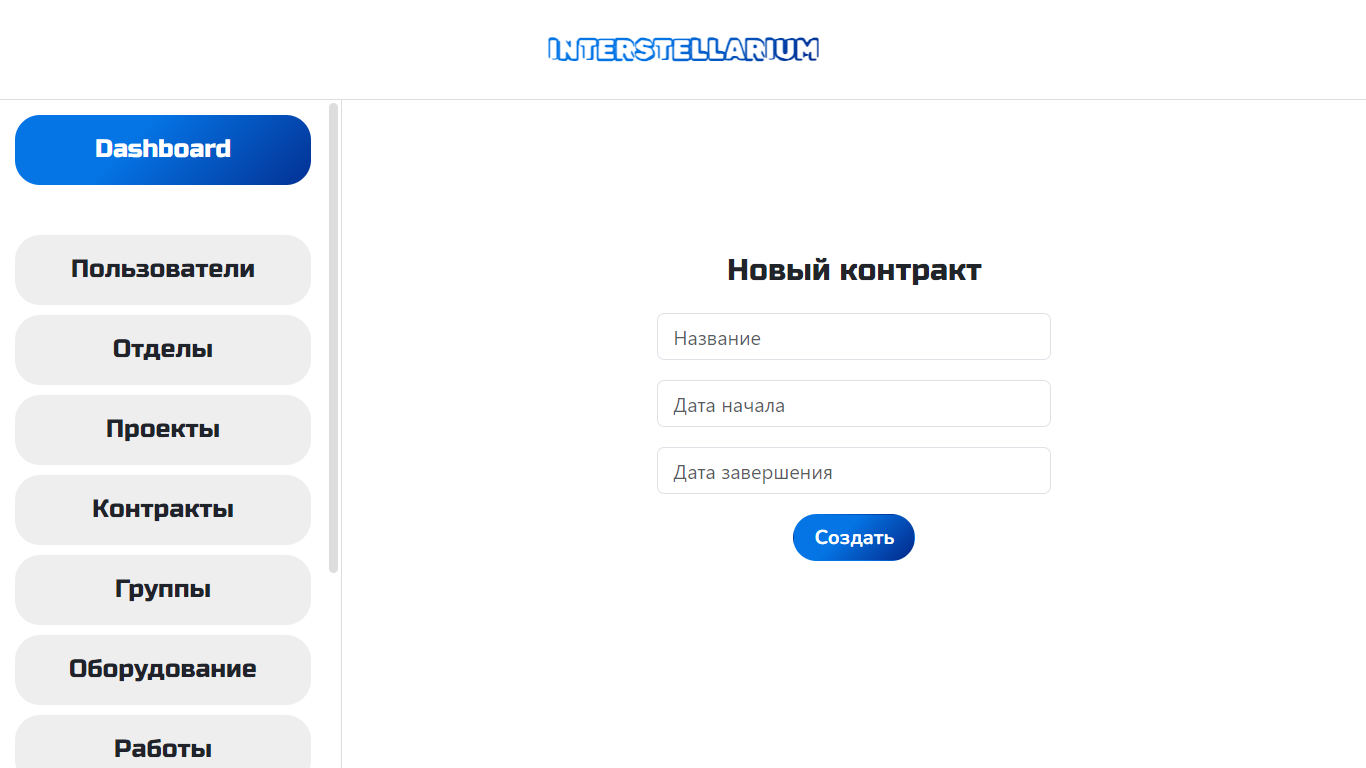 INTERSTELLARIUM
Dashboard
Пользователи
Отделы
Проекты
Контракты
Группы
Оборудование
Работы
Новый контракт
Название
Дата начала
Дата завершения
Создать